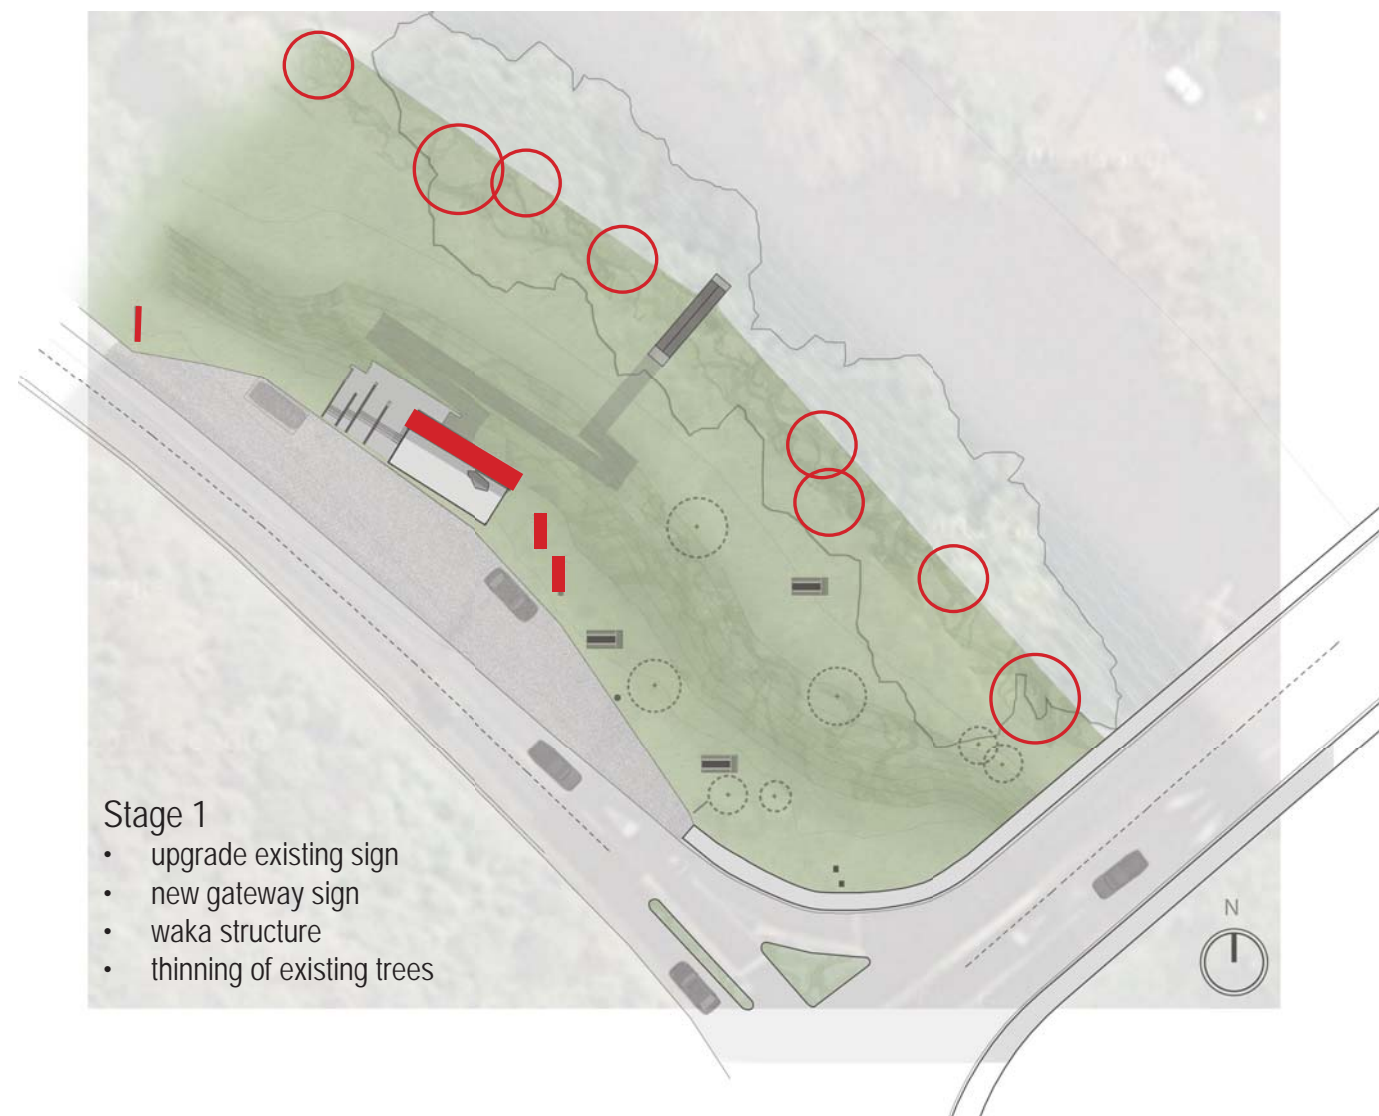 Stage 1
• upgrade existing sign
• new gateway sign
• waka structure
• thinning of existing trees
N